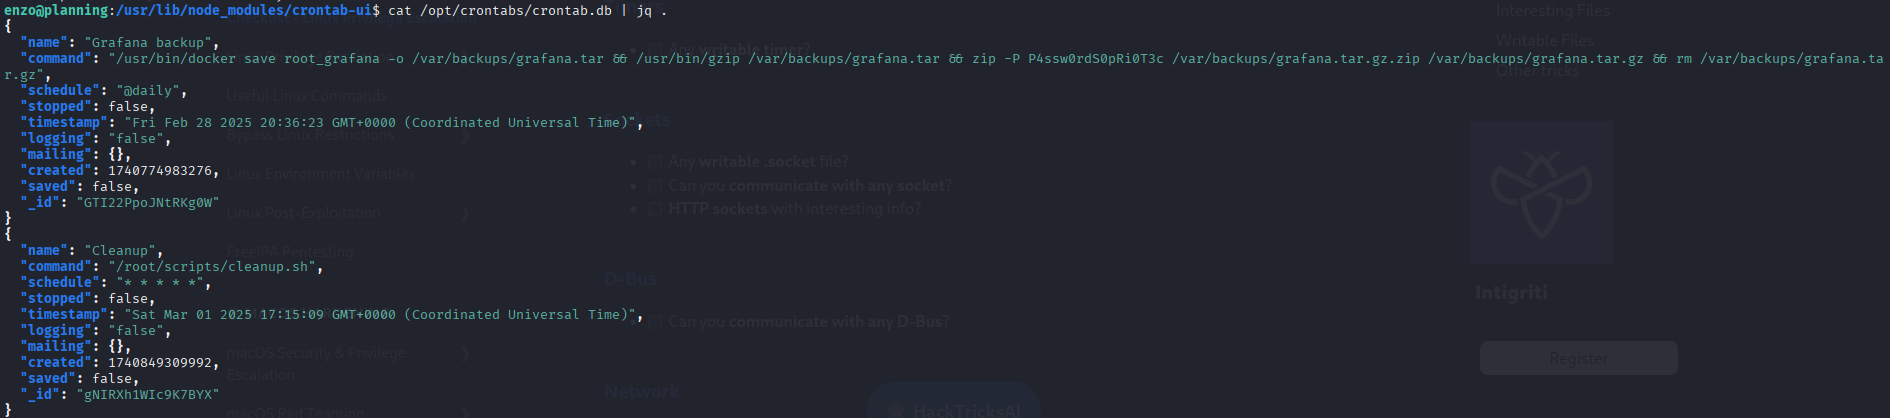 enzo@planning:/usr/lib/node_modules/crontab-ui$ cat /opt/crontabs/crontab.db | jq .
{
  "name": "Grafana backup",
  "command": "/usr/bin/docker save root_grafana -o /var/backups/grafana.tar && /usr/bin/gzip /var/backups/grafana.tar && zip -P P4ssw0rdS0pRi0T3c /var/backups/grafana.tar.gz.zip /var/backups/grafana.tar.gz && rm /var/backups/grafana.ta
r.gz",
  "schedule": "@daily",
  "stopped": false,
  "timestamp": "Fri Feb 28 2025 20:36:23 GMT+0000 (Coordinated Universal Time)",
  "logging": "false",
  "mailing": {},
  "created": 1740774983276,
  "saved": false,
  "_id": "GTI22PpoJNtRKg0W"
}
{
  "name": "Cleanup",
  "command": "/root/scripts/cleanup.sh",
  "schedule": "* * * * *",
  "stopped": false,
  "timestamp": "Sat Mar 01 2025 17:15:09 GMT+0000 (Coordinated Universal Time)",
  "logging": "false",
  "mailing": {},
  "created": 1740849309992,
  "saved": false,
  "_id": "gNIRXh1WIc9K7BYX"
}
Useful Linux Commands
Bypass Linux Restrictions
Linux Environment Variables
Linux Post-Exploitation
FreeIPA Pentesting
macOS Security & Privilege
Escalation
macOS Red Teaming
Any writable timer?
Any writable .socket file?
Can you communicate with any socket?
HTTP sockets with interesting info?
D-Bus
Can you communicate with any D-Bus?
Network
HackTricksAI
Interesting Files
Writable Files
Other tricks
Intigriti
Register